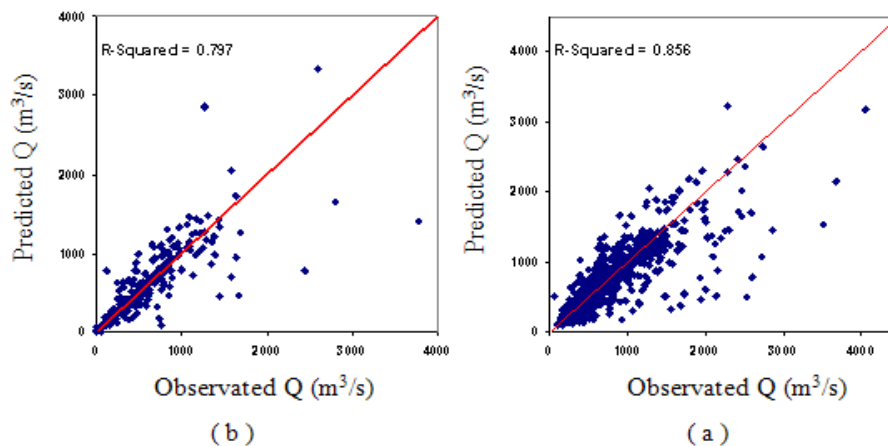 R-Squared = 0.797
Predicted Q (m³/s)
4000
3000
2000
1000
0
0
1000
2000
3000
4000
Observated Q (m³/s)
( b )
R-Squared = 0.856
Predicted Q (m³/s)
4000
3000
2000
1000
0
0
1000
2000
3000
4000
Observated Q (m³/s)
( a )